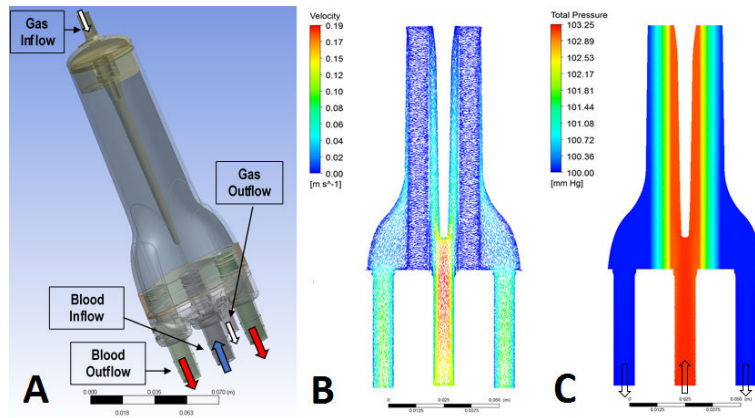 Gas
Inflow
Gas
Outflow
Blood
Inflow
Blood
Outflow
A
0.000
0.035
0.070 (m)
0.018
0.053
Velocity
0.19
0.17
0.15
0.13
0.11
0.10
0.08
0.06
0.04
0.02
0.00
[m s^-1]
B
0
0.025
0.050 (m)
0.0125
0.0375
Total Pressure
103.25
102.89
102.53
102.17
101.81
101.44
101.08
100.72
100.36
100.00
[mm Hg]
C
0
0.025
0.050 (m)
0.0125
0.0375